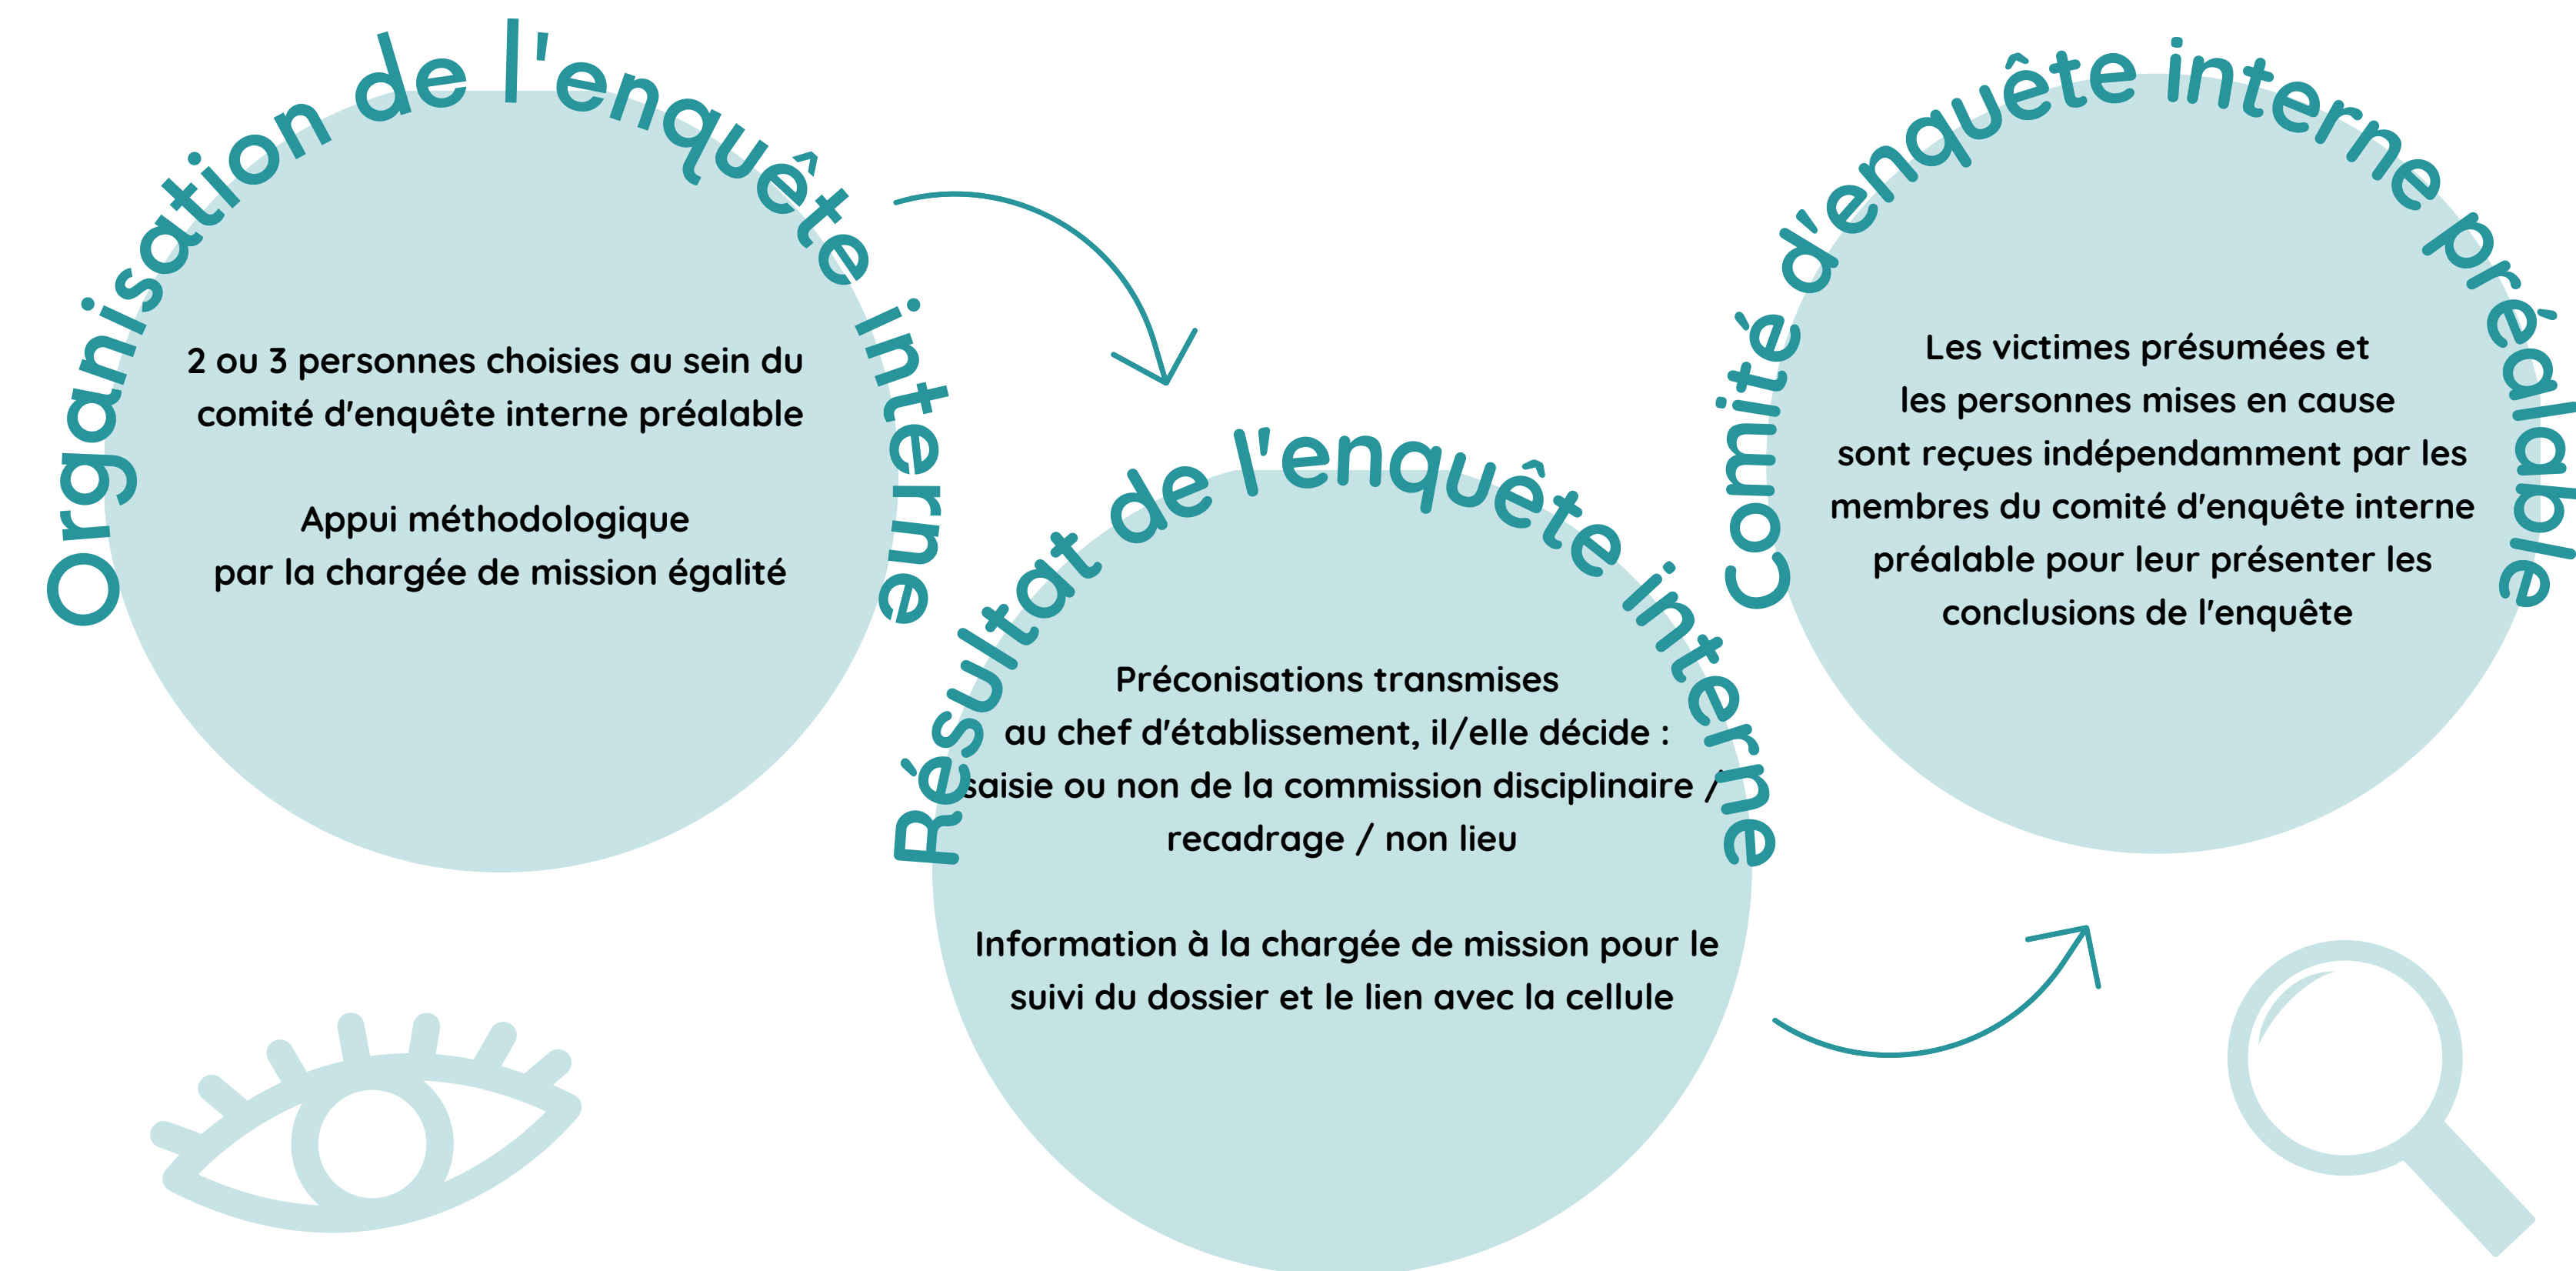 Organisation de l'enquête interne
2 ou 3 personnes choisies au sein du
comité d'enquête interne préalable
Appui méthodologique
par la chargée de mission égalité
Résultat de l'enquête interne
Préconisations transmises
au chef d'établissement, il/elle décide :
saisie ou non de la commission disciplinaire /
recadrage / non lieu
Information à la chargée de mission pour le
suivi du dossier et le lien avec la cellule
Comité d'enquête interne préalable
Les victimes présumées et
les personnes mises en cause
sont reçues indépendamment par les
membres du comité d'enquête interne
préalable pour leur présenter les
conclusions de l'enquête